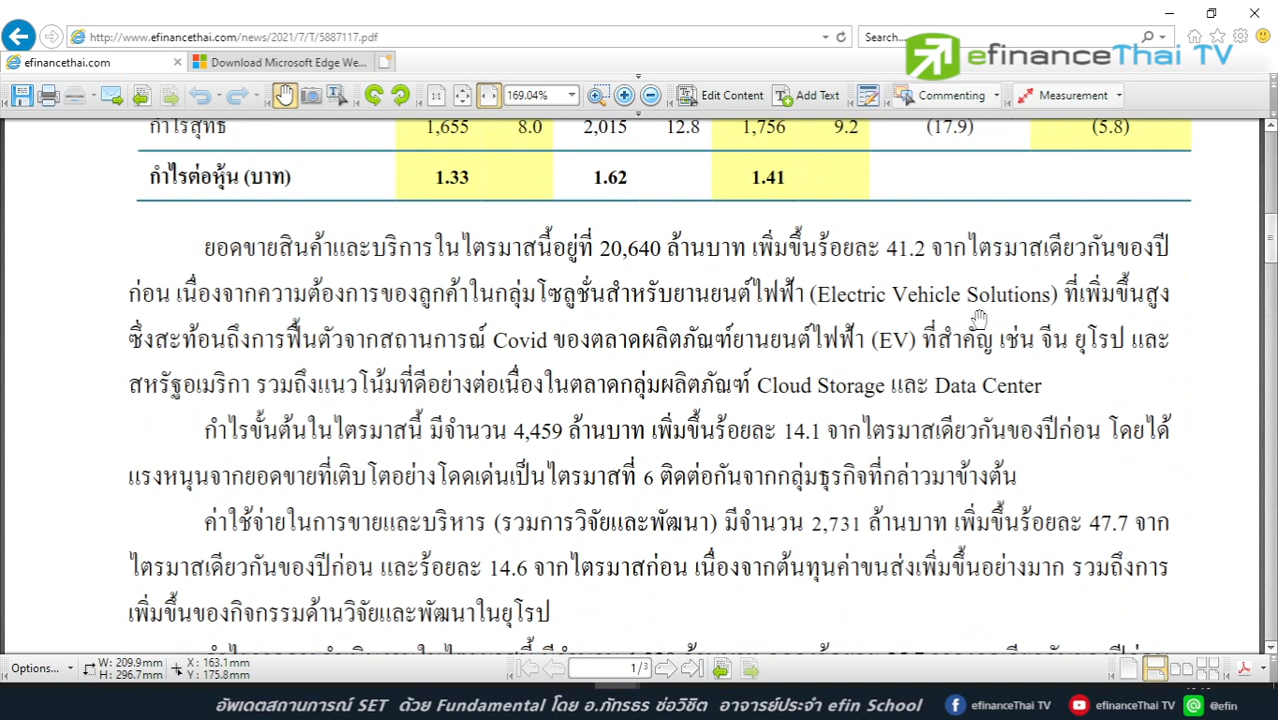 http://www.efinancethai.com/news/2021/7/T/5887117.pdf
Search...
efinanceThai TV
efinancethai.com
Download Microsoft Edge We...
169.04%
Edit Content
Add Text
Commenting
Measurement
กำไรสุทธิ 1,655 8.0 2,015 12.8 1,756 9.2 (17.9) (5.8)
กำไรต่อหุ้น (บาท) 1.33 1.62 1.41
ยอดขายสินค้าและบริการในไตรมาสนี้อยู่ที่ 20,640 ล้านบาท เพิ่มขึ้นร้อยละ 41.2 จากไตรมาสเดียวกันของปี
ก่อน เนื่องจากความต้องการของลูกค้าในกลุ่มโซลูชั่นสำหรับยานยนต์ไฟฟ้า (Electric Vehicle Solutions) ที่เพิ่มขึ้นสูง
ซึ่งสะท้อนถึงการฟื้นตัวจากสถานการณ์ Covid ของตลาดผลิตภัณฑ์ยานยนต์ไฟฟ้า (EV) ที่สำคัญ เช่น จีน ยุโรป และ
สหรัฐอเมริกา รวมถึงแนวโน้มที่ดีอย่างต่อเนื่องในตลาดกลุ่มผลิตภัณฑ์ Cloud Storage และ Data Center
กำไรขั้นต้นในไตรมาสนี้ มีจำนวน 4,459 ล้านบาท เพิ่มขึ้นร้อยละ 14.1 จากไตรมาสเดียวกันของปีก่อน โดยได้
แรงหนุนจากยอดขายที่เติบโตอย่างโดดเด่นเป็นไตรมาสที่ 6 ติดต่อกันจากกลุ่มธุรกิจที่กล่าวมาข้างต้น
ค่าใช้จ่ายในการขายและบริหาร (รวมการวิจัยและพัฒนา) มีจำนวน 2,731 ล้านบาท เพิ่มขึ้นร้อยละ 47.7 จาก
ไตรมาสเดียวกันของปีก่อน และร้อยละ 14.6 จากไตรมาสก่อน เนื่องจากต้นทุนค่าขนส่งเพิ่มขึ้นอย่างมาก รวมถึงการ
เพิ่มขึ้นของกิจกรรมด้านวิจัยและพัฒนาในยุโรป
Options...
W: 209.9mm
H: 296.7mm
X: 163.1mm
Y: 175.8mm
1/3
อัพเดตสถานการณ์ SET ด้วย Fundamental โดย อ.ภัทรธร ช่อวิชิต อาจารย์ประจำ efin School
efinanceThai TV
efinanceThai TV
@efin